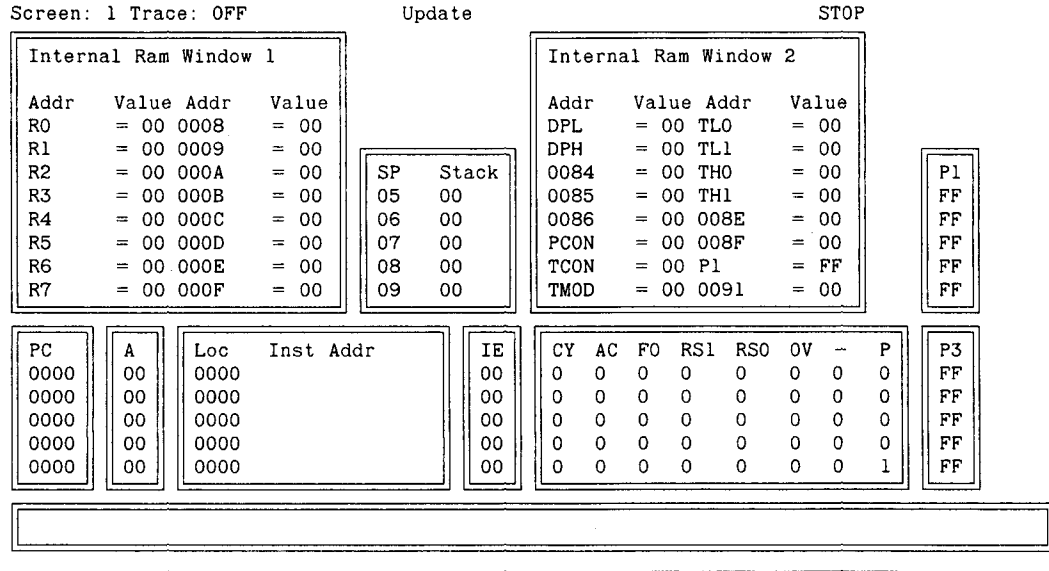 Screen: 1 Trace: OFF Update STOP
Internal Ram Window 1
Addr Value Addr Value
R0 = 00 0008 = 00
R1 = 00 0009 = 00
R2 = 00 000A = 00
R3 = 00 000B = 00
R4 = 00 000C = 00
R5 = 00 000D = 00
R6 = 00 000E = 00
R7 = 00 000F = 00
SP Stack
05 00
06 00
07 00
08 00
09 00
Internal Ram Window 2
Addr Value Addr Value
DPL = 00 TL0 = 00
DPH = 00 TL1 = 00
0084 = 00 TH0 = 00
0085 = 00 TH1 = 00
0086 = 00 008E = 00
PCON = 00 008F = 00
TCON = 00 P1 = FF
TMOD = 00 0091 = 00
P1
FF
FF
FF
FF
FF
PC
0000
0000
0000
0000
0000
A
00
00
00
00
00
Loc Inst Addr
0000
0000
0000
0000
0000
IE
00
00
00
00
00
CY AC F0 RS1 RS0 OV – P
0 0 0 0 0 0 0 0
0 0 0 0 0 0 0 0
0 0 0 0 0 0 0 0
0 0 0 0 0 0 0 0
0 0 0 0 0 0 0 1
P3
FF
FF
FF
FF
FF